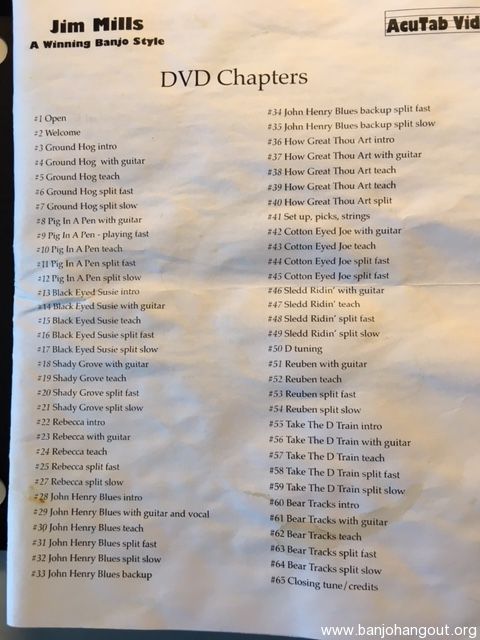 Jim Mills
A Winning Banjo Style
AcuTab Vid
DVD Chapters
#1 Open
#2 Welcome
#3 Ground Hog intro
#4 Ground Hog with guitar
#5 Ground Hog teach
#6 Ground Hog split fast
#7 Ground Hog split slow
#8 Pig In A Pen with guitar
#9 Pig In A Pen - playing fast
#10 Pig In A Pen teach
#11 Pig In A Pen split fast
#12 Pig In A Pen split slow
#13 Black Eyed Susie intro
#14 Black Eyed Susie with guitar
#15 Black Eyed Susie teach
#16 Black Eyed Susie split fast
#17 Black Eyed Susie split slow
#18 Shady Grove with guitar
#19 Shady Grove teach
#20 Shady Grove split fast
#21 Shady Grove split slow
#22 Rebecca intro
#23 Rebecca with guitar
#24 Rebecca teach
#25 Rebecca split fast
#27 Rebecca split slow
#28 John Henry Blues intro
#29 John Henry Blues with guitar and vocal
#30 John Henry Blues teach
#31 John Henry Blues split fast
#32 John Henry Blues split slow
#33 John Henry Blues backup
#34 John Henry Blues backup split fast
#35 John Henry Blues backup split slow
#36 How Great Thou Art intro
#37 How Great Thou Art with guitar
#38 How Great Thou Art teach
#39 How Great Thou Art teach
#40 How Great Thou Art split
#41 Set up, picks, strings
#42 Cotton Eyed Joe with guitar
#43 Cotton Eyed Joe teach
#44 Cotton Eyed Joe split fast
#45 Cotton Eyed Joe split fast
#46 Sledd Ridin' with guitar
#47 Sledd Ridin' teach
#48 Sledd Ridin' split fast
#49 Sledd Ridin' split slow
#50 D tuning
#51 Reuben with guitar
#52 Reuben teach
#53 Reuben split fast
#54 Reuben split slow
#55 Take The D Train intro
#56 Take The D Train with guitar
#57 Take The D Train teach
#58 Take The D Train split fast
#59 Take The D Train split slow
#60 Bear Tracks intro
#61 Bear Tracks with guitar
#62 Bear Tracks teach
#63 Bear Tracks split fast
#64 Bear Tracks split slow
#65 Closing tune/credits
www.banjohangout.org